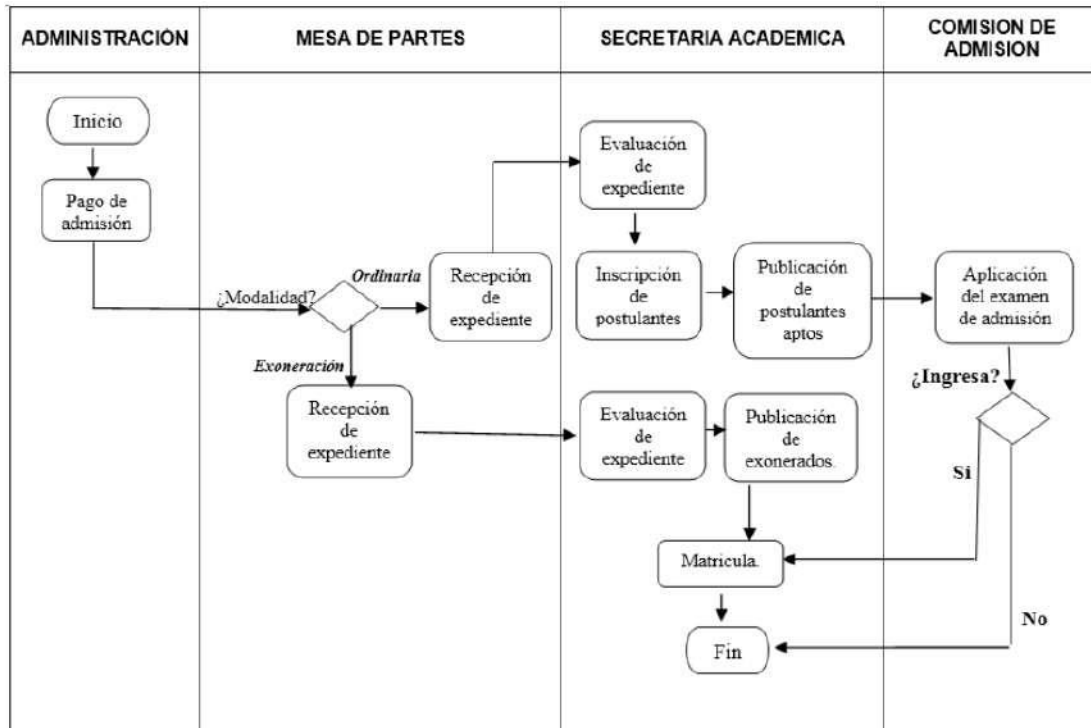 ADMINISTRACIÓN
MESA DE PARTES
SECRETARIA ACADEMICA
COMISION DE
ADMISION
Inicio
Pago de
admisión
¿Modalidad?
Ordinaria
Exoneración
Recepción
de
expediente
Recepción
de
expediente
Evaluación
de
expediente
Inscripción
de
postulantes
Publicación
de
postulantes
aptos
Aplicación
del examen
de admisión
¿Ingresa?
Evaluación
de
expediente
Publicación
de
exonerados.
Si
Matricula.
No
Fin